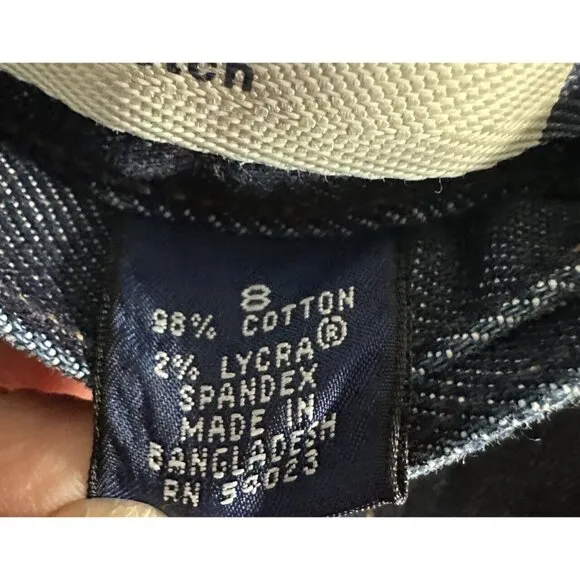 8
98% COTTON
2% LYCRA®
SPANDEX
MADE IN
BANGLADESH
RN 54023